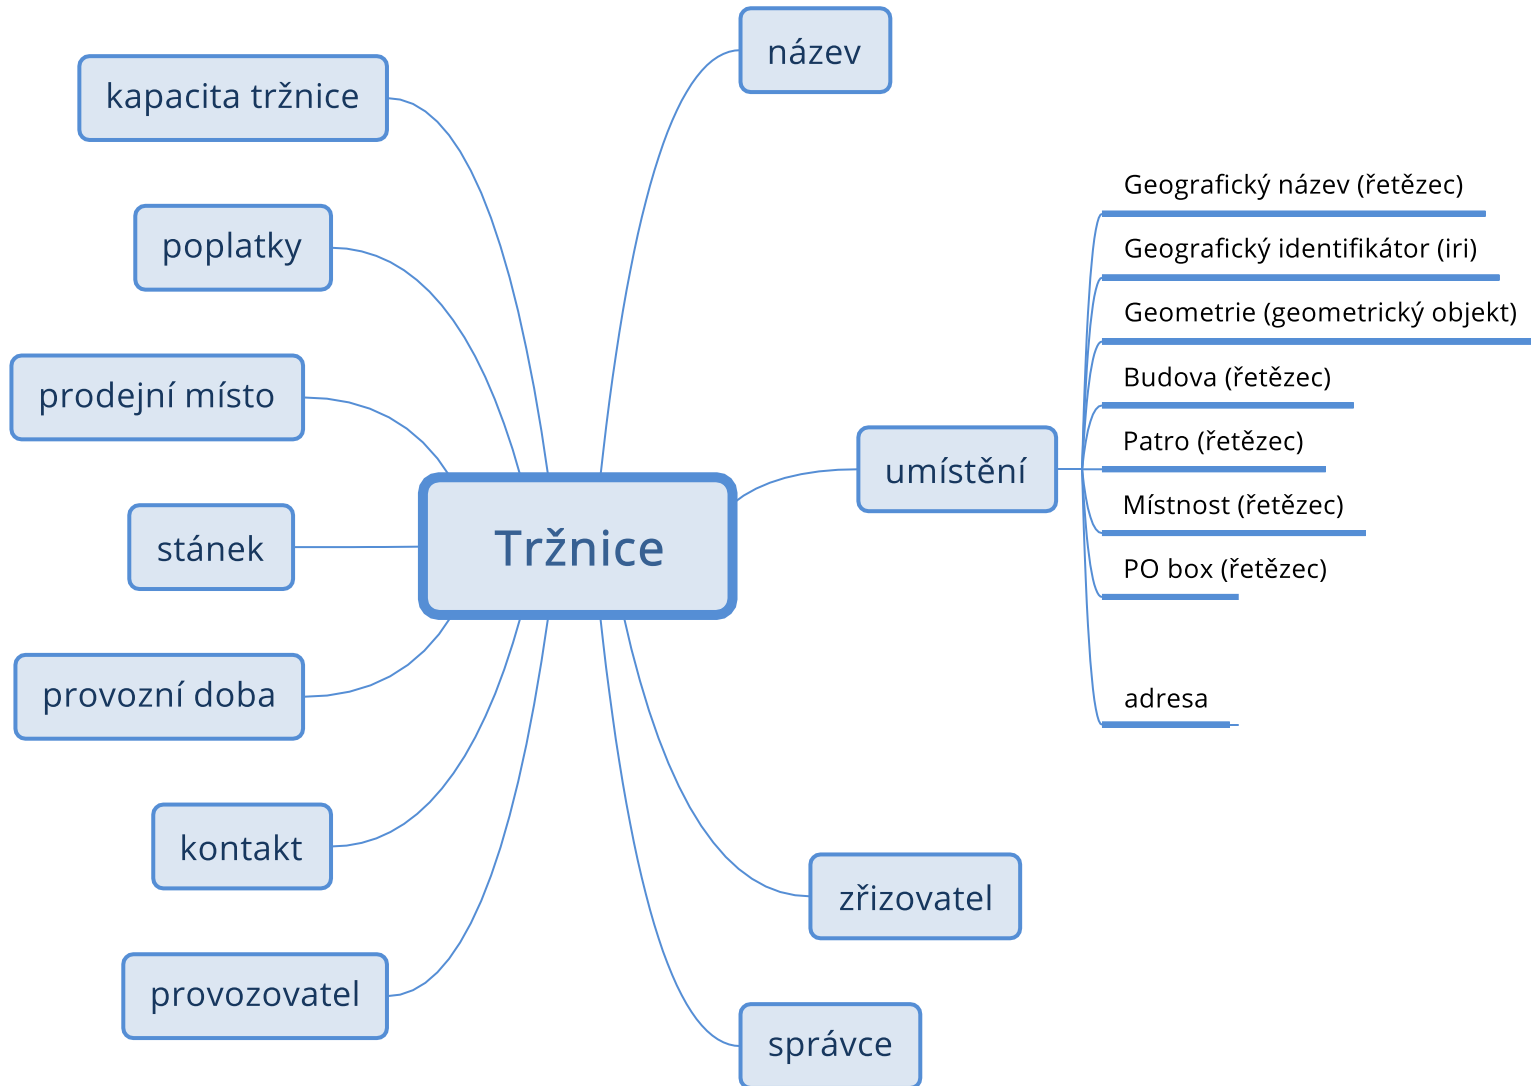 název
kapacita tržnice
Geografický název (řetězec)
poplatky
Geografický identifikátor (iri)
Geometrie (geometrický objekt)
Budova (řetězec)
prodejní místo
Patro (řetězec)
umístění
Místnost (řetězec)
stánek
Tržnice
PO box (řetězec)
provozní doba
adresa
kontakt
zřizovatel
provozovatel
správce